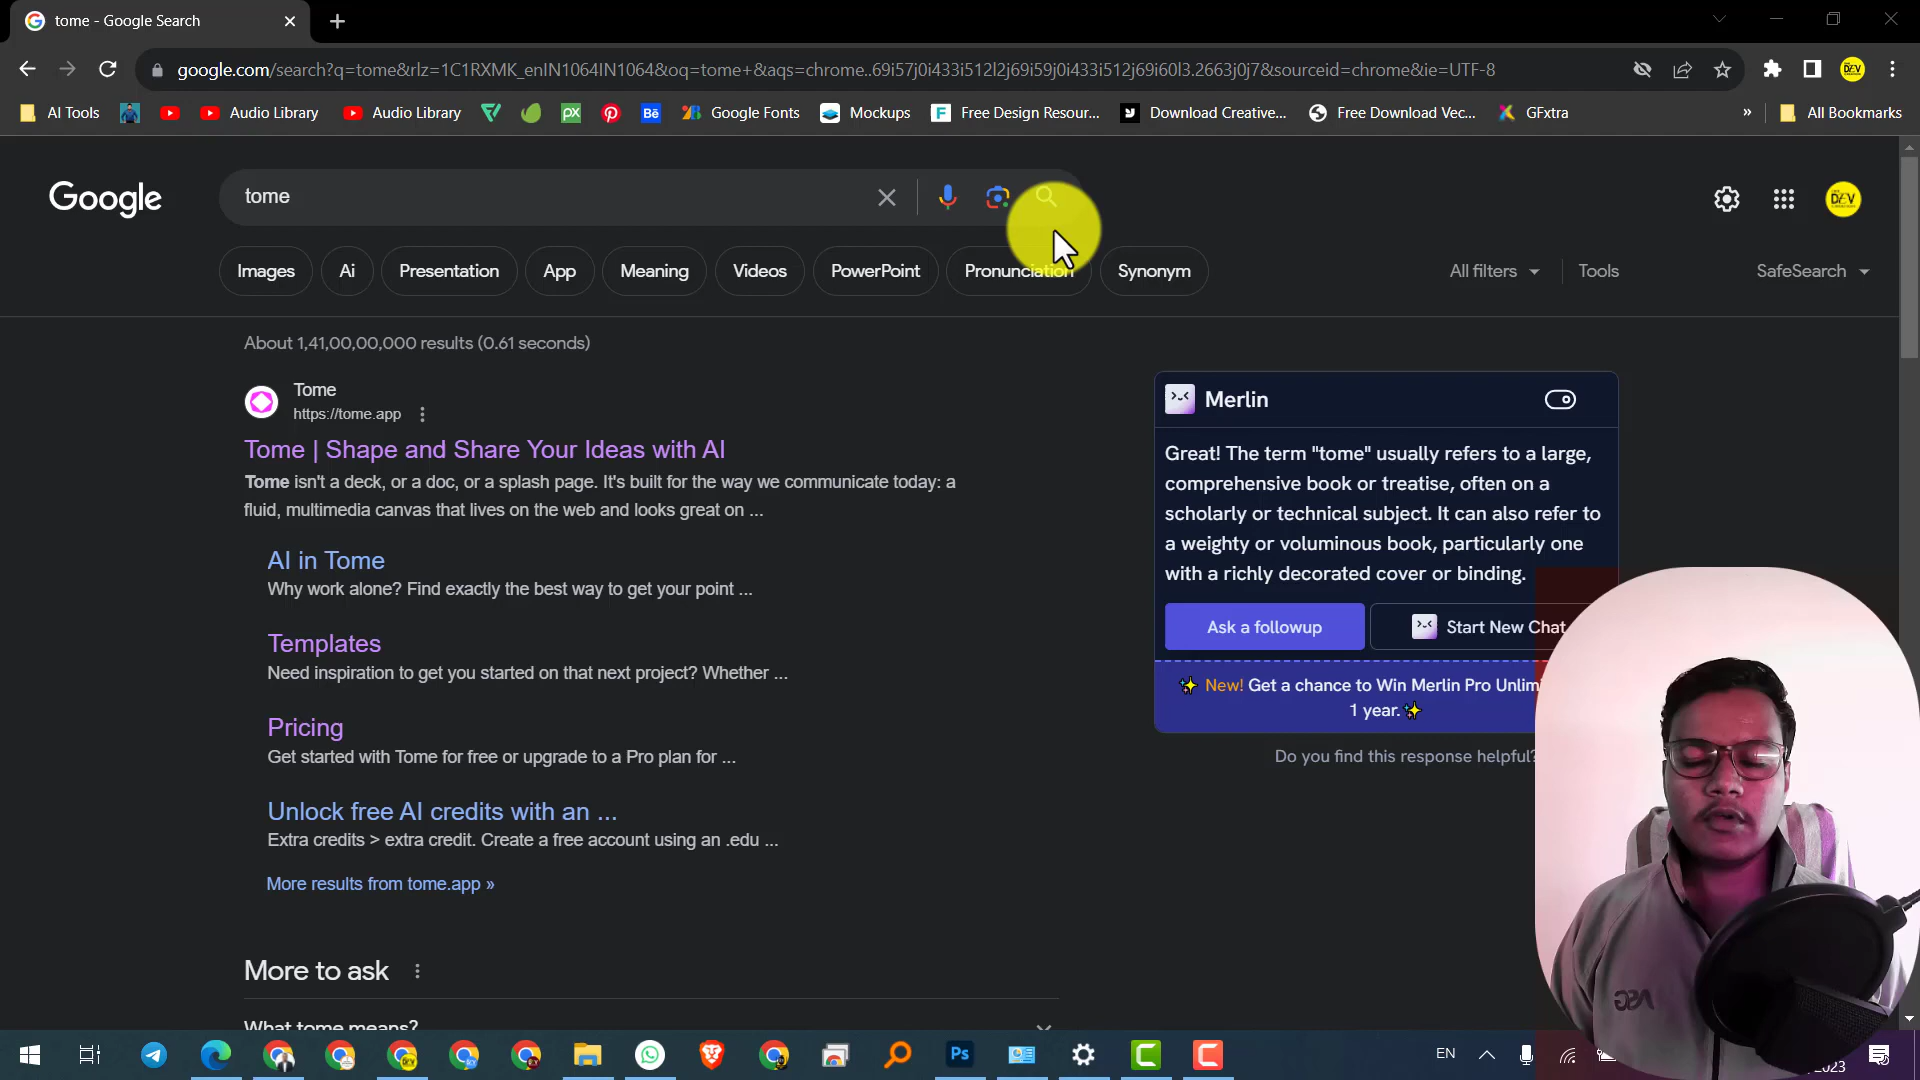 tome - Google Search
google.com/search?q=tome&rlz=1C1RXMK_enIN1064IN1064&oq=tome+&aqs=chrome..69i57j0i433i512l2j69i59j0i433i512j69i60l3.2663j0j7&sourceid=chrome&ie=UTF-8
AI Tools Audio Library Audio Library Google Fonts Mockups Free Design Resour... Download Creative... Free Download Vec... GFxtra » All Bookmarks
Google
tome
Images Ai Presentation App Meaning Videos PowerPoint Pronunciation Synonym All filters Tools SafeSearch
About 1,41,00,00,000 results (0.61 seconds)
Tome
https://tome.app
Tome | Shape and Share Your Ideas with AI
Tome isn't a deck, or a doc, or a splash page. It's built for the way we communicate today: a
fluid, multimedia canvas that lives on the web and looks great on ...
AI in Tome
Why work alone? Find exactly the best way to get your point ...
Templates
Need inspiration to get you started on that next project? Whether ...
Pricing
Get started with Tome for free or upgrade to a Pro plan for ...
Unlock free AI credits with an ...
Extra credits > extra credit. Create a free account using an .edu ...
More results from tome.app »
More to ask
What tome means?
Merlin
Great! The term "tome" usually refers to a large,
comprehensive book or treatise, often on a
scholarly or technical subject. It can also refer to
a weighty or voluminous book, particularly one
with a richly decorated cover or binding.
Ask a followup Start New Chat
New! Get a chance to Win Merlin Pro Unlim
1 year.
Do you find this response helpful?
Ps
EN